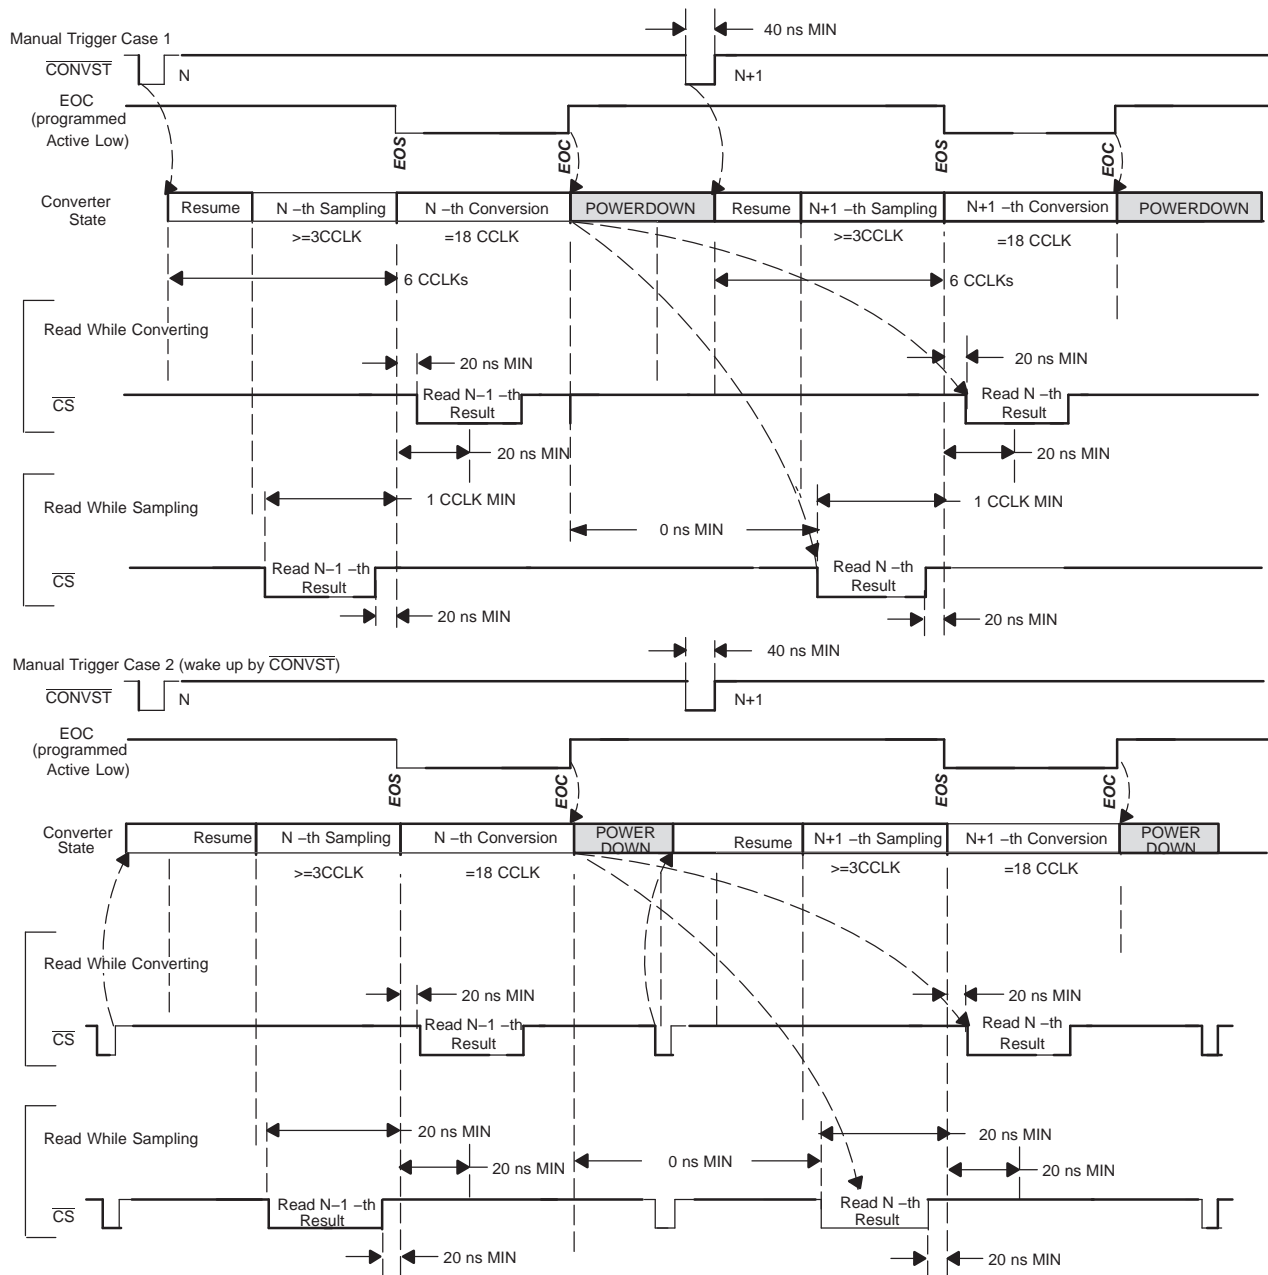 Manual Trigger Case 1
40 ns MIN
CONVST
N
N+1
EOC
(programmed
Active Low)
EOS
EOC
EOS
EOC
Converter
State
Resume
N −th Sampling
N −th Conversion
POWERDOWN
Resume
N+1 −th Sampling
N+1 −th Conversion
POWERDOWN
>=3CCLK
=18 CCLK
>=3CCLK
=18 CCLK
6 CCLKs
6 CCLKs
Read While Converting
20 ns MIN
20 ns MIN
CS
Read N−1 −th
Result
Read N −th
Result
20 ns MIN
20 ns MIN
Read While Sampling
1 CCLK MIN
1 CCLK MIN
0 ns MIN
CS
Read N−1 −th
Result
Read N −th
Result
20 ns MIN
20 ns MIN
Manual Trigger Case 2 (wake up by CONVST)
40 ns MIN
CONVST
N
N+1
EOC
(programmed
Active Low)
EOS
EOC
EOS
EOC
Converter
State
Resume
N −th Sampling
N −th Conversion
POWER
DOWN
Resume
N+1 −th Sampling
N+1 −th Conversion
POWER
DOWN
>=3CCLK
=18 CCLK
>=3CCLK
=18 CCLK
Read While Converting
20 ns MIN
20 ns MIN
CS
Read N−1 −th
Result
Read N −th
Result
Read While Sampling
20 ns MIN
20 ns MIN
20 ns MIN
0 ns MIN
20 ns MIN
CS
Read N−1 −th
Result
Read N −th
Result
20 ns MIN
20 ns MIN